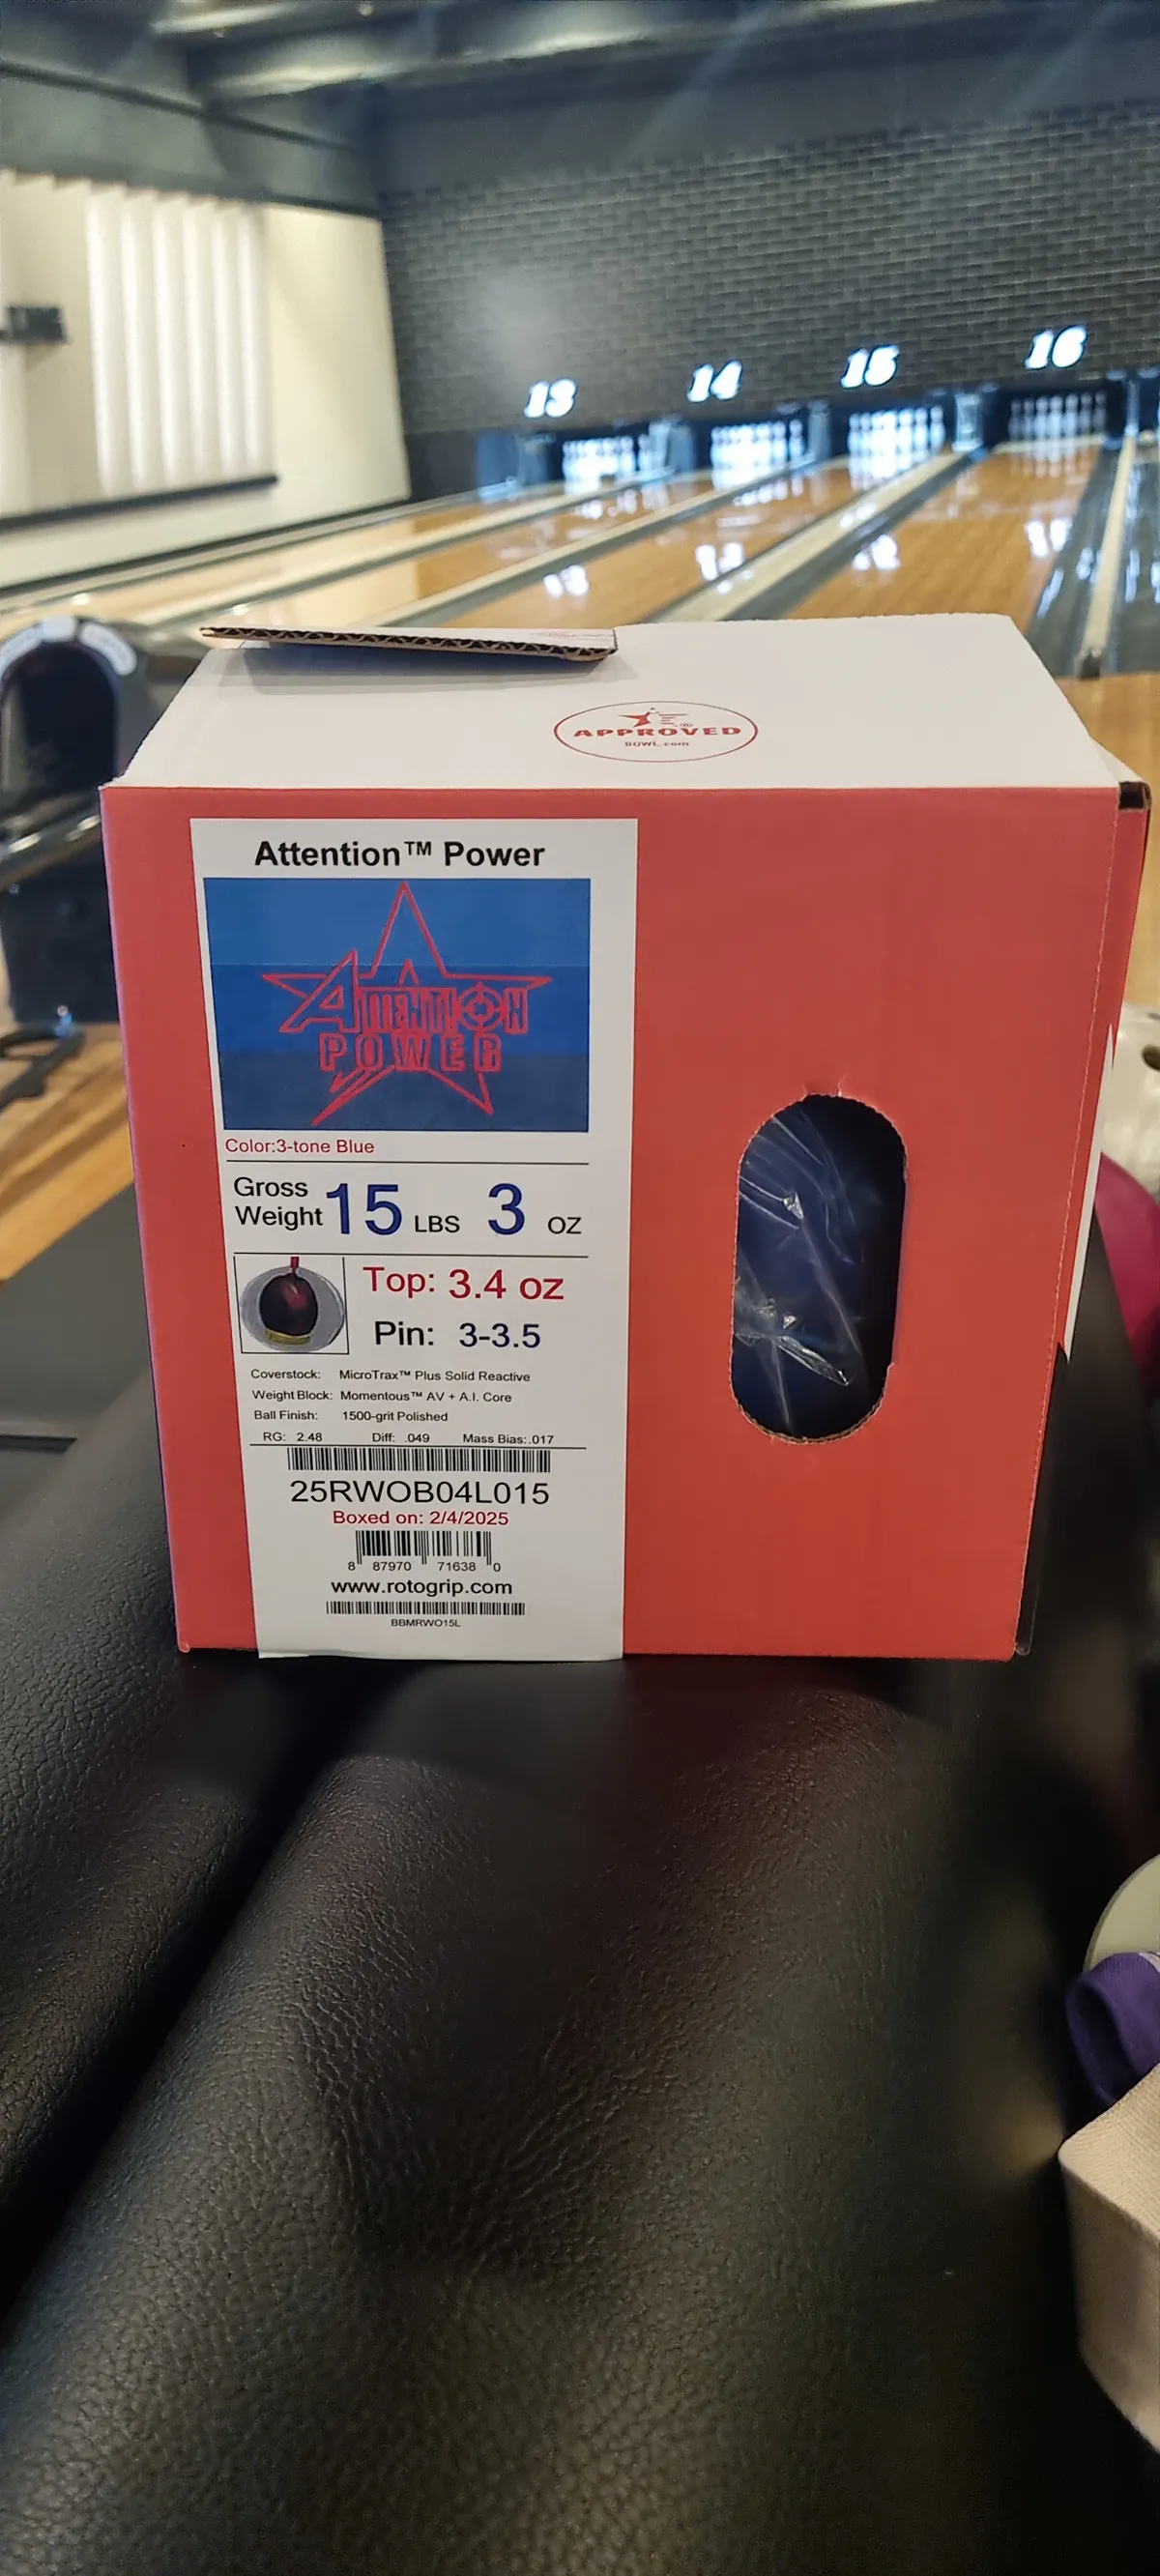 13 14 15 16
APPROVED
BOWL.com
Attention™ Power
ATTENTION
POWER
Color:3-tone Blue
Gross Weight 15 LBS 3 OZ
Top: 3.4 oz
Pin: 3-3.5
Coverstock: MicroTrax™ Plus Solid Reactive
Weight Block: Momentous™ AV + A.I. Core
Ball Finish: 1500-grit Polished
RG: 2.48 Diff: .049 Mass Bias:.017
25RWOB04L015
Boxed on: 2/4/2025
8 87970 71638 0
www.rotogrip.com
BBMRWO15L